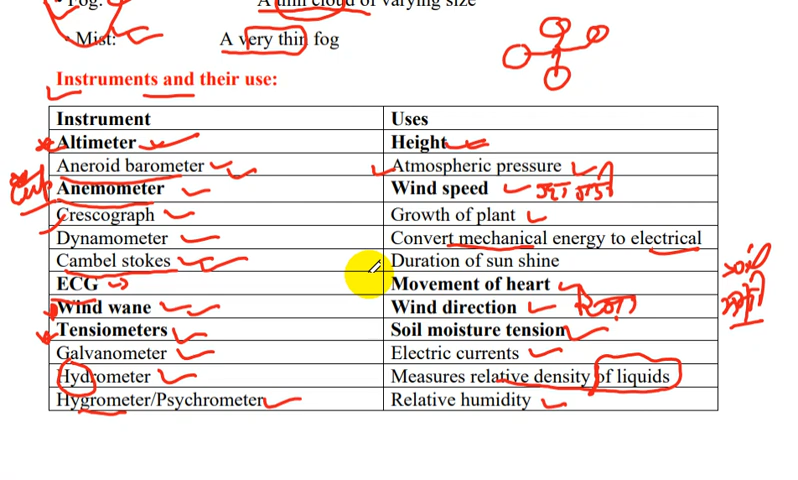 Fog: A thin cloud of varying size
Mist: A very thin fog
Instruments and their use:
Instrument Uses
Altimeter Height
Aneroid barometer Atmospheric pressure
Anemometer Wind speed
Crescograph Growth of plant
Dynamometer Convert mechanical energy to electrical
Cambel stokes Duration of sun shine
ECG Movement of heart
Wind wane Wind direction
Tensiometers Soil moisture tension
Galvanometer Electric currents
Hydrometer Measures relative density of liquids
Hygrometer/Psychrometer Relative humidity
soil